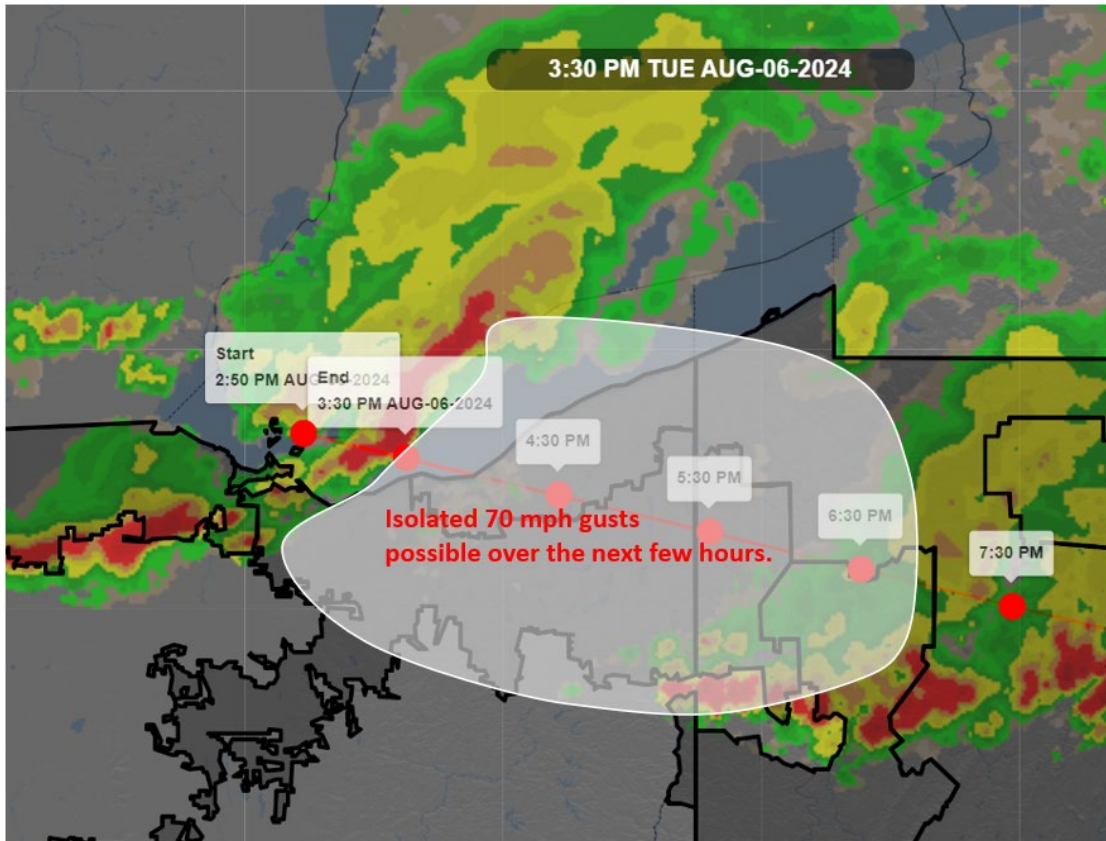 3:30 PM TUE AUG-06-2024
Start
2:50 PM AUG-06-2024
End
3:30 PM AUG-06-2024
4:30 PM
5:30 PM
6:30 PM
7:30 PM
Isolated 70 mph gusts
possible over the next few hours.